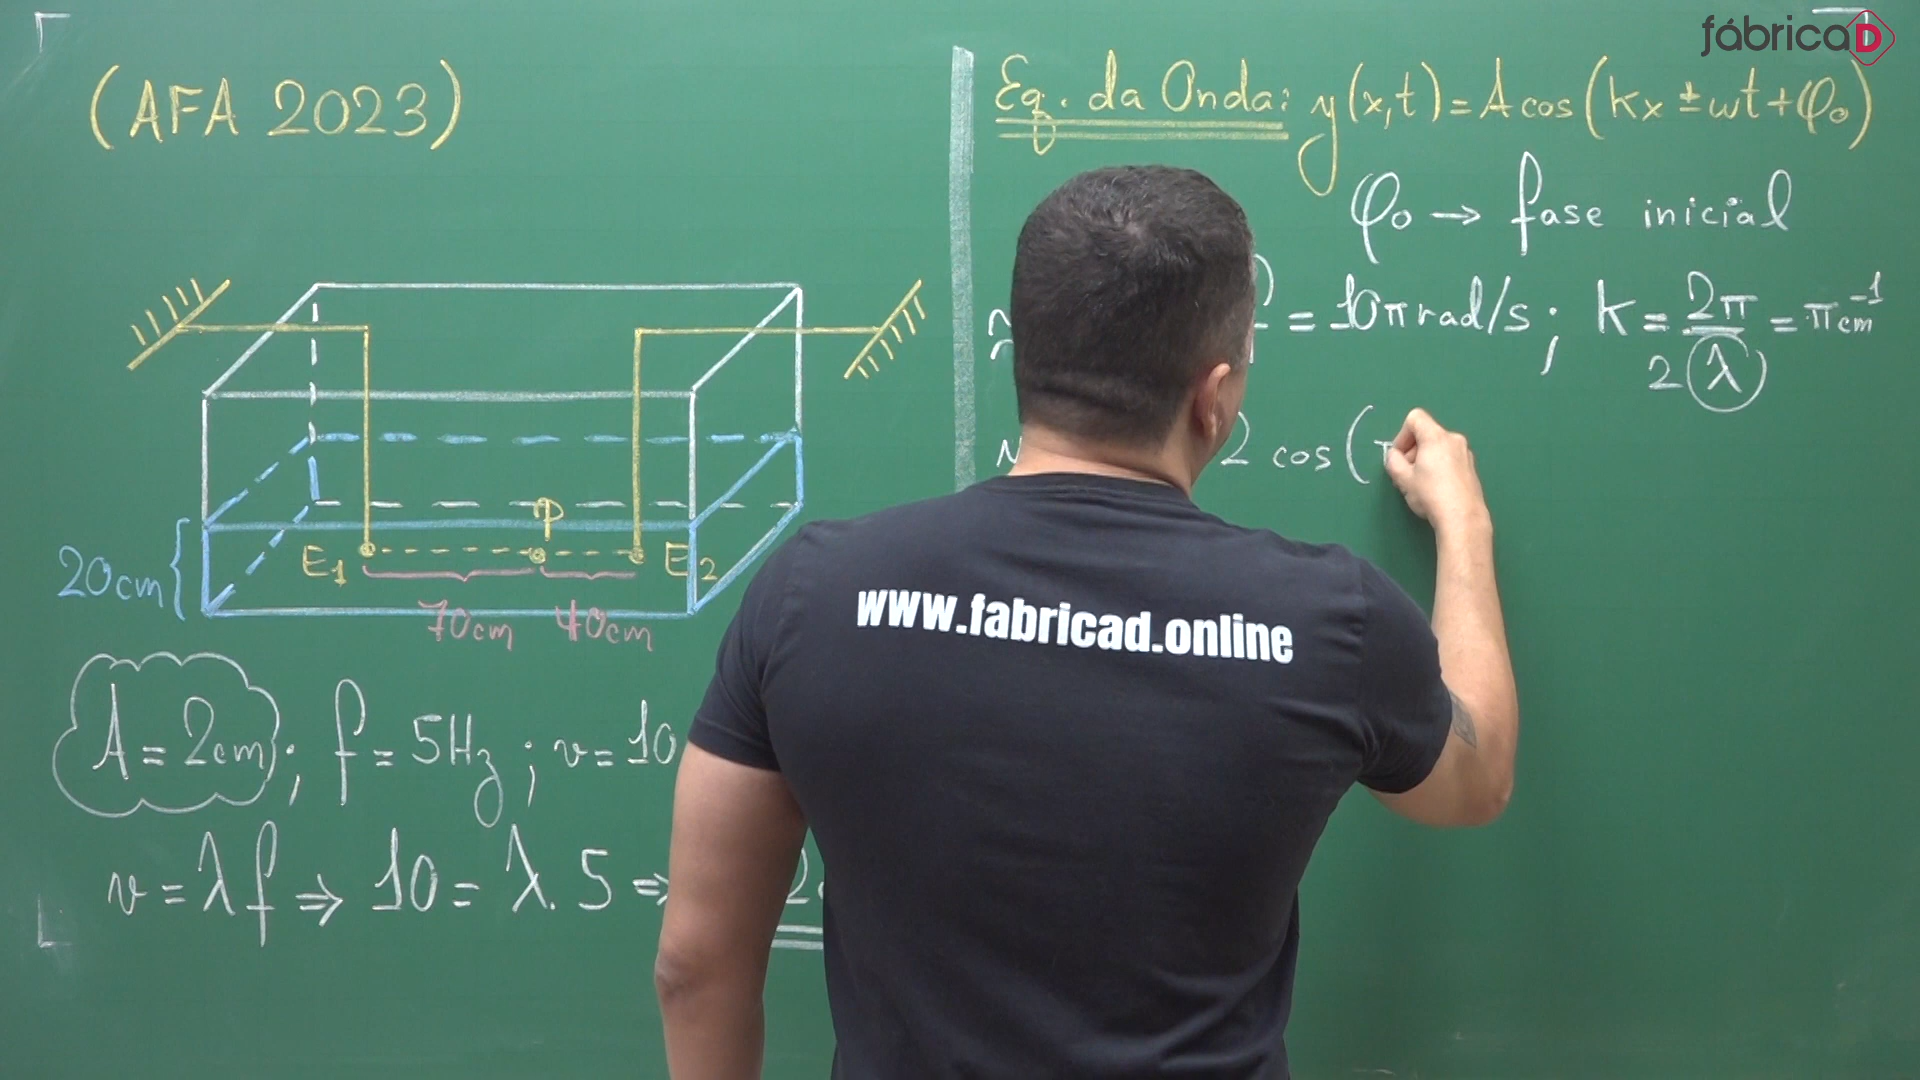 fábricaD
(AFA 2023)
E1
P
E2
20cm
70cm 40cm
A = 2cm; f = 5Hz; v = 10
v = λf ⇒ 10 = λ. 5 ⇒ 2
Eq. da Onda: y(x,t) = A cos(kx ± ωt + φ0)
φ0 → fase inicial
= 10π rad/s; k = 2π/λ = π cm⁻¹
2
2 cos(
www.fabricad.online